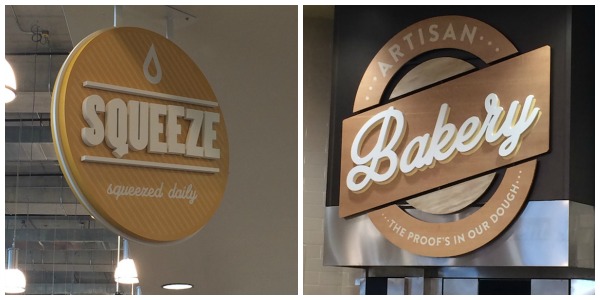 SQUEEZE
squeezed daily
ARTISAN...
Bakery
...THE PROOF'S IN OUR DOUGH...